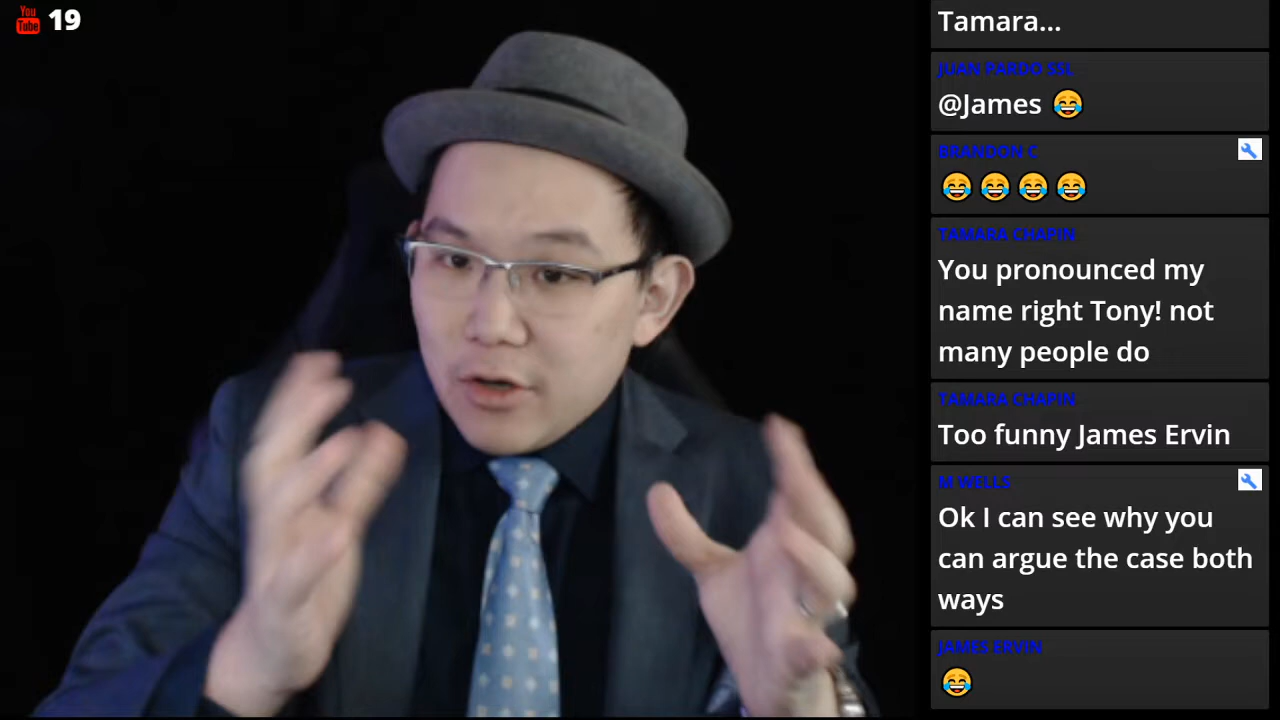 You
Tube 19
Tamara...
JUAN PARDO SSL
@James 😂
BRANDON C
😂 😂 😂 😂
TAMARA CHAPIN
You pronounced my
name right Tony! not
many people do
TAMARA CHAPIN
Too funny James Ervin
M WELLS
Ok I can see why you
can argue the case both
ways
JAMES ERVIN
😂